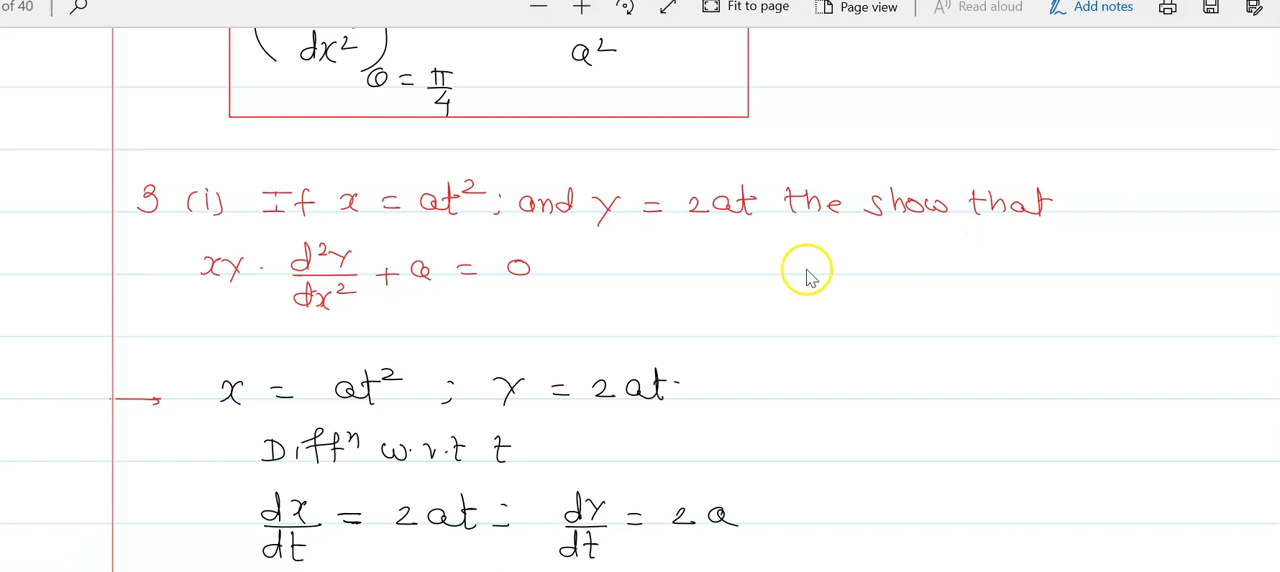 of 40 Fit to page Page view Read aloud Add notes
dx² a²
θ = π/4
3 (i) If x = at²; and y = 2at the show that
xy · d²y/dx² + a = 0
x = at² ; y = 2at.
Diffⁿ w.r.t t
dx/dt = 2at ; dy/dt = 2a